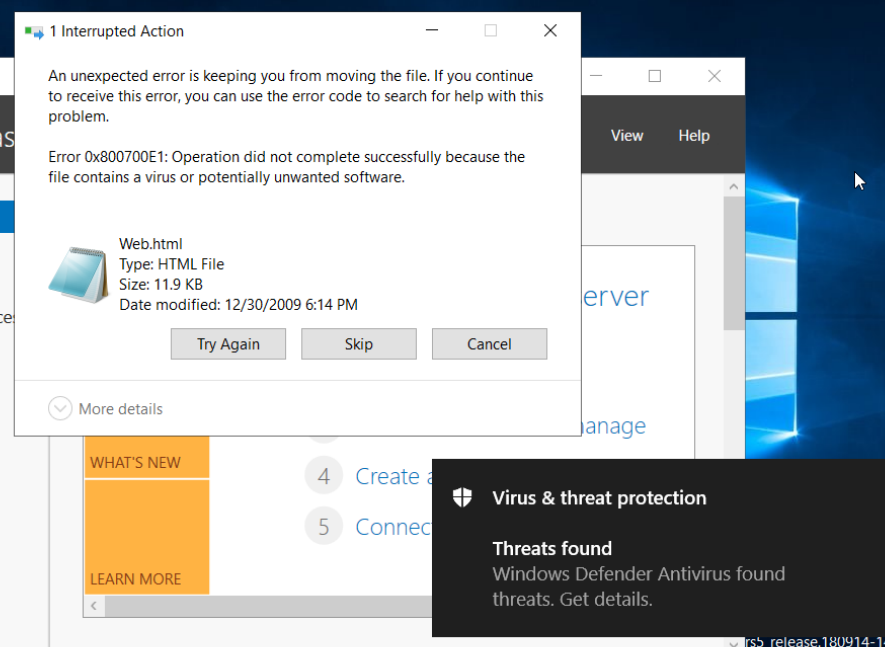 1 Interrupted Action
An unexpected error is keeping you from moving the file. If you continue
to receive this error, you can use the error code to search for help with this
problem.
Error 0x800700E1: Operation did not complete successfully because the
file contains a virus or potentially unwanted software.
Web.html
Type: HTML File
Size: 11.9 KB
Date modified: 12/30/2009 6:14 PM
Try Again
Skip
Cancel
More details
View
Help
erver
anage
WHAT'S NEW
4 Create
5 Connec
LEARN MORE
Virus & threat protection
Threats found
Windows Defender Antivirus found
threats. Get details.
rs5_release.180914-14